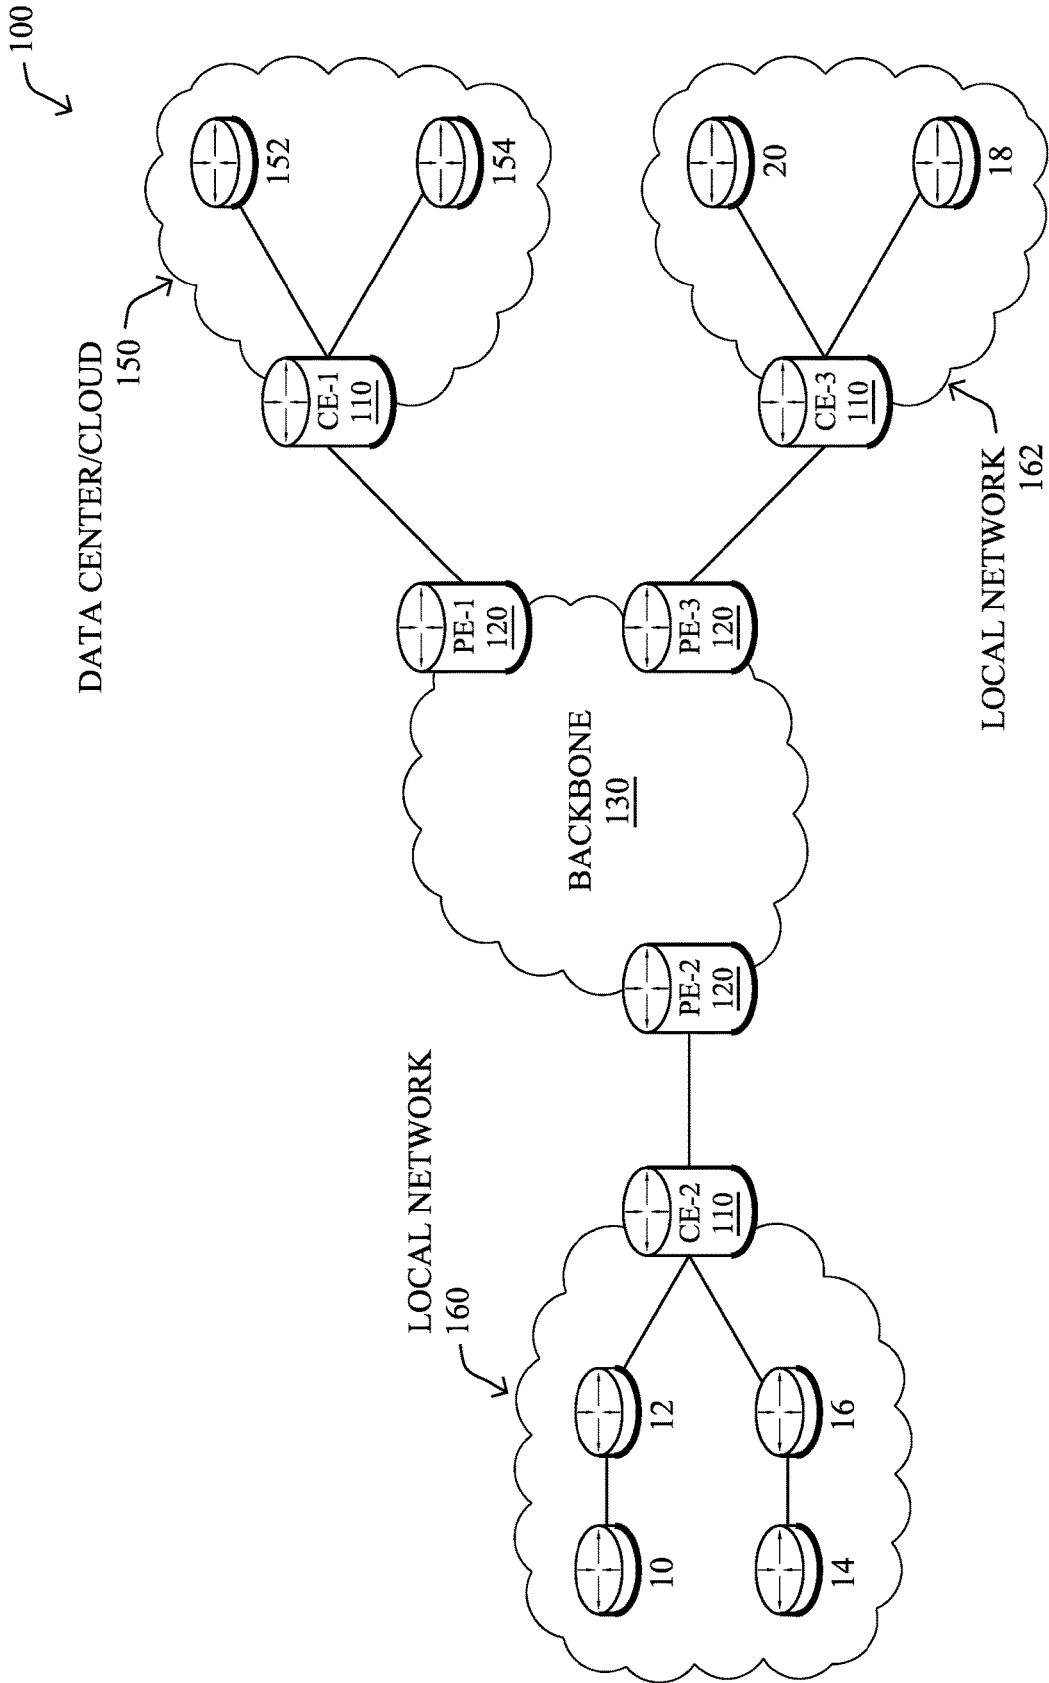 100
DATA CENTER/CLOUD
150
152
154
CE-1
110
PE-1
120
BACKBONE
130
PE-3
120
CE-3
110
20
18
LOCAL NETWORK
162
PE-2
120
CE-2
110
LOCAL NETWORK
160
12
10
16
14